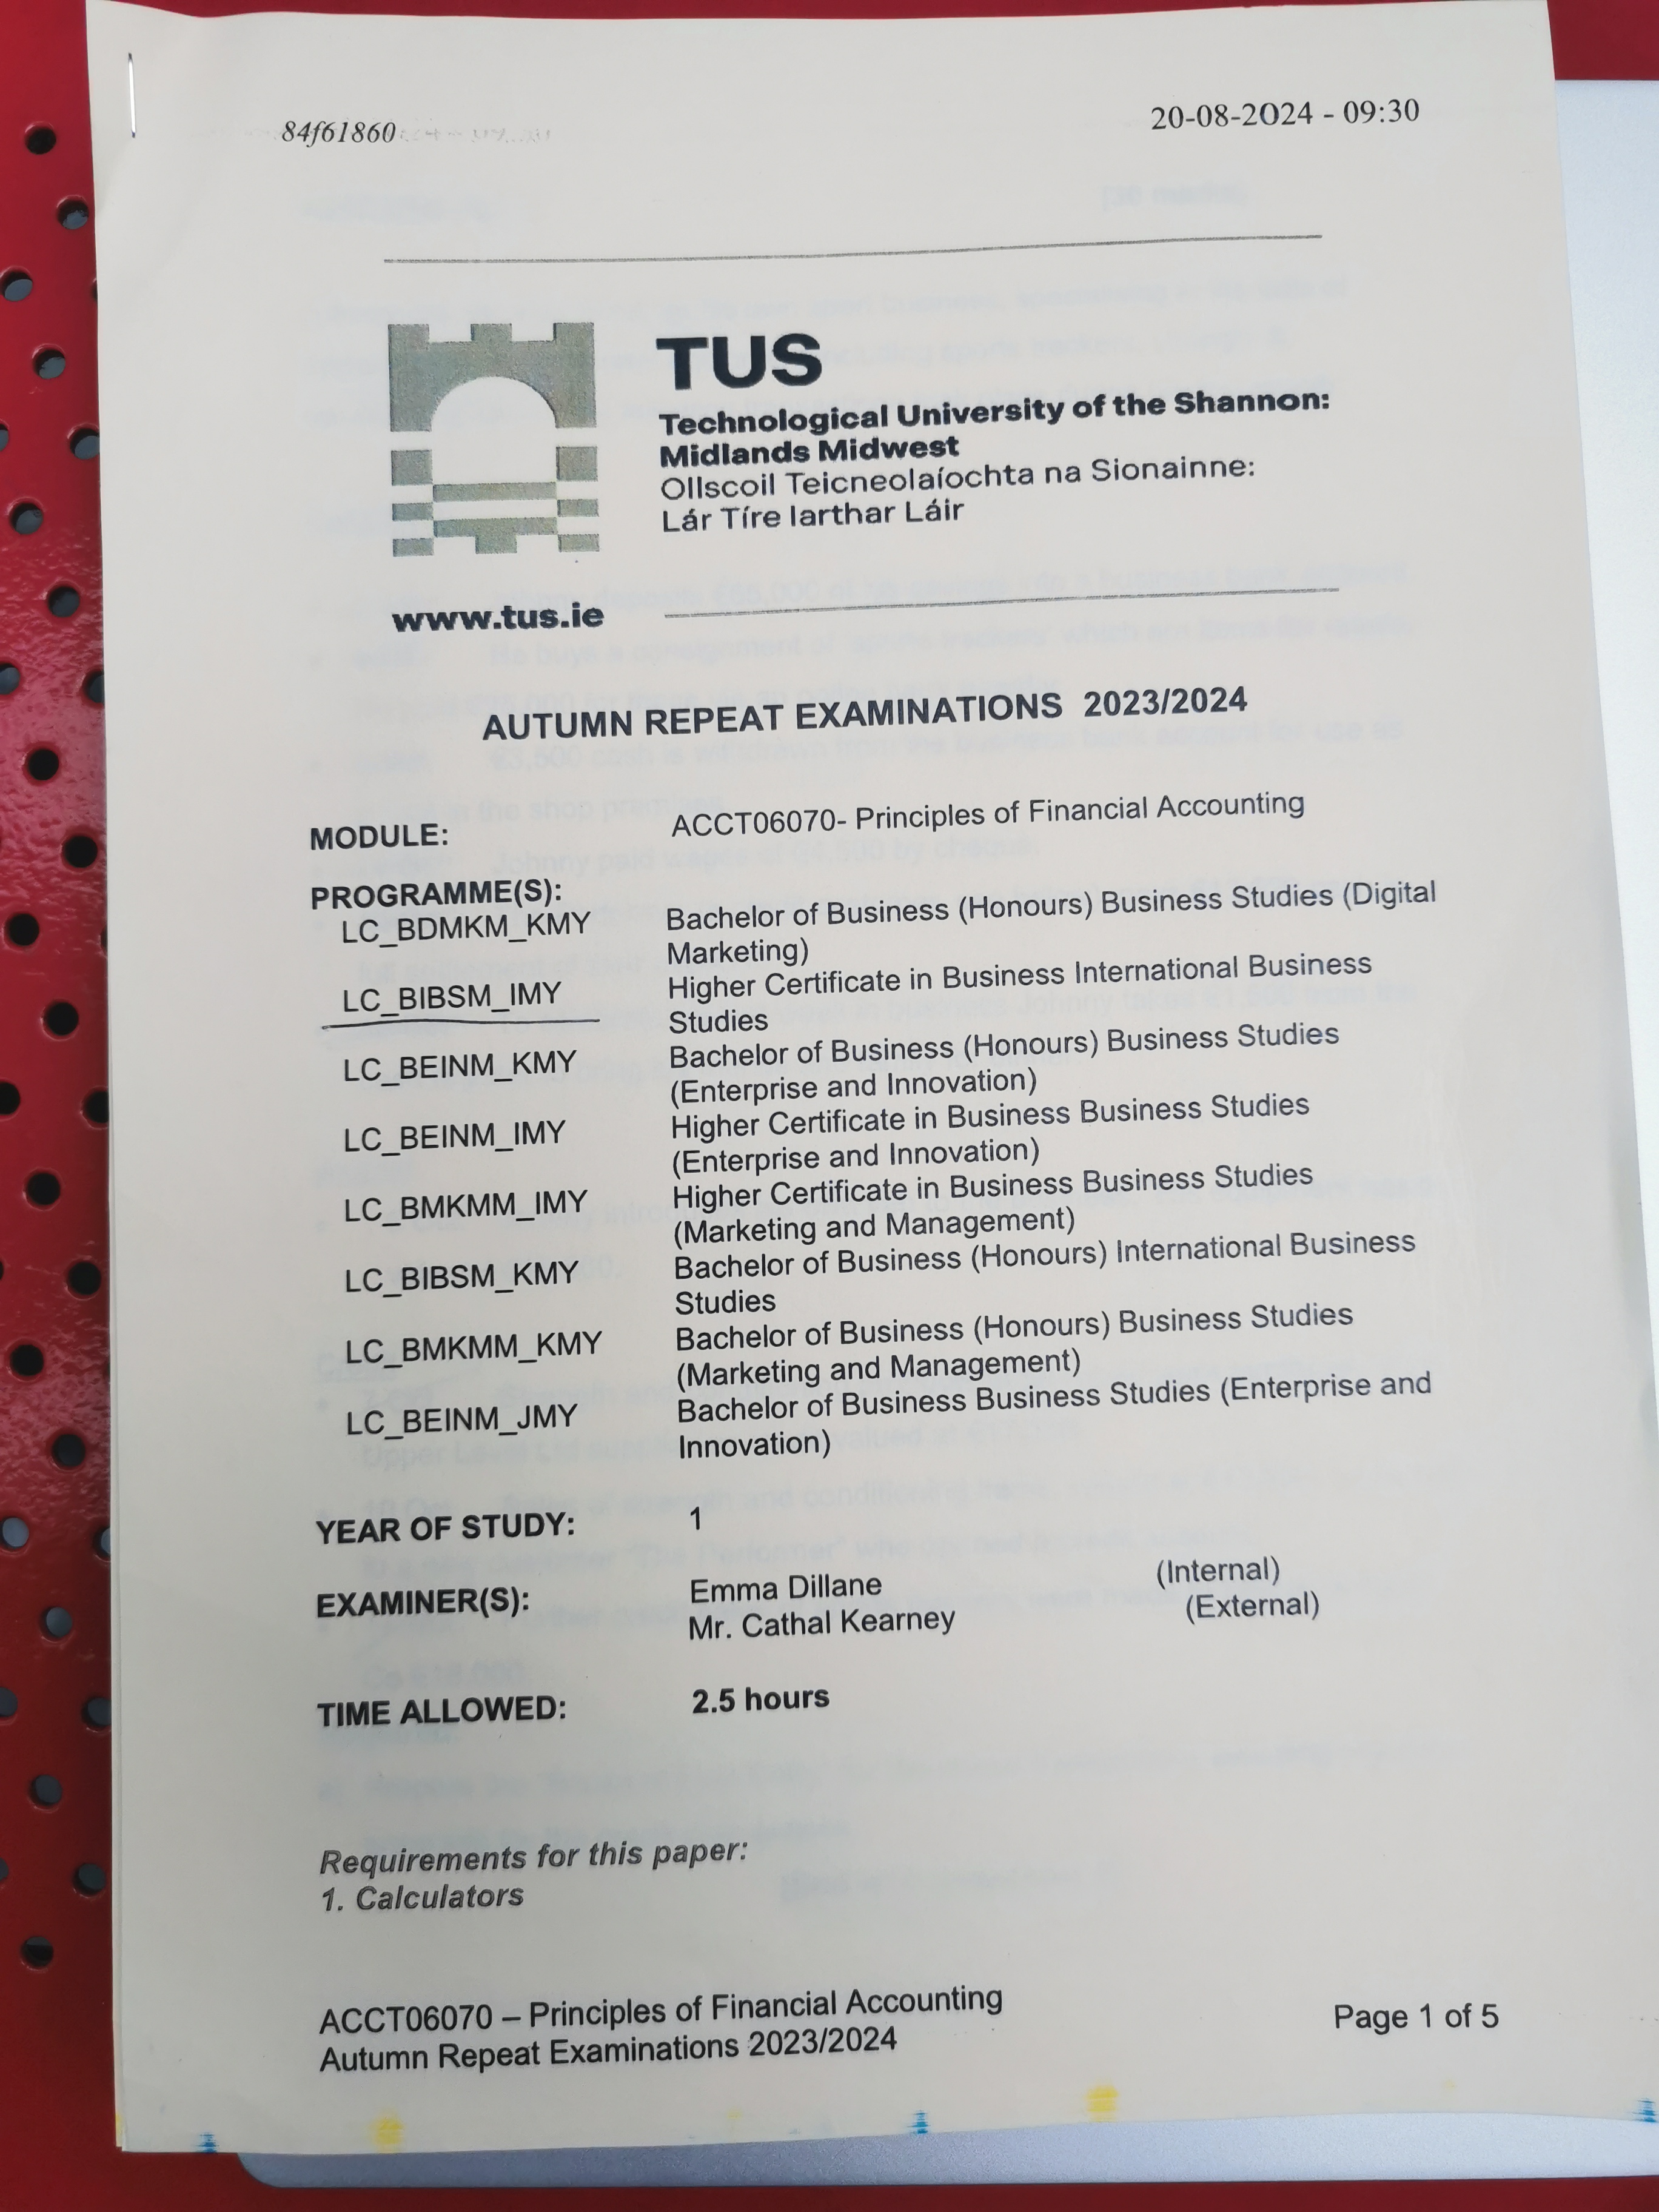 84f61860
20-08-2024 - 09:30
TUS
Technological University of the Shannon:
Midlands Midwest
Ollscoil Teicneolaíochta na Sionainne:
Lár Tíre Iarthar Láir
www.tus.ie
AUTUMN REPEAT EXAMINATIONS 2023/2024
MODULE: ACCT06070- Principles of Financial Accounting
PROGRAMME(S):
LC_BDMKM_KMY Bachelor of Business (Honours) Business Studies (Digital
Marketing)
LC_BIBSM_IMY Higher Certificate in Business International Business
Studies
LC_BEINM_KMY Bachelor of Business (Honours) Business Studies
(Enterprise and Innovation)
LC_BEINM_IMY Higher Certificate in Business Business Studies
(Enterprise and Innovation)
LC_BMKMM_IMY Higher Certificate in Business Business Studies
(Marketing and Management)
LC_BIBSM_KMY Bachelor of Business (Honours) International Business
Studies
LC_BMKMM_KMY Bachelor of Business (Honours) Business Studies
(Marketing and Management)
LC_BEINM_JMY Bachelor of Business Business Studies (Enterprise and
Innovation)
YEAR OF STUDY: 1
EXAMINER(S): Emma Dillane (Internal)
Mr. Cathal Kearney (External)
TIME ALLOWED: 2.5 hours
Requirements for this paper:
1. Calculators
ACCT06070 – Principles of Financial Accounting
Autumn Repeat Examinations 2023/2024
Page 1 of 5